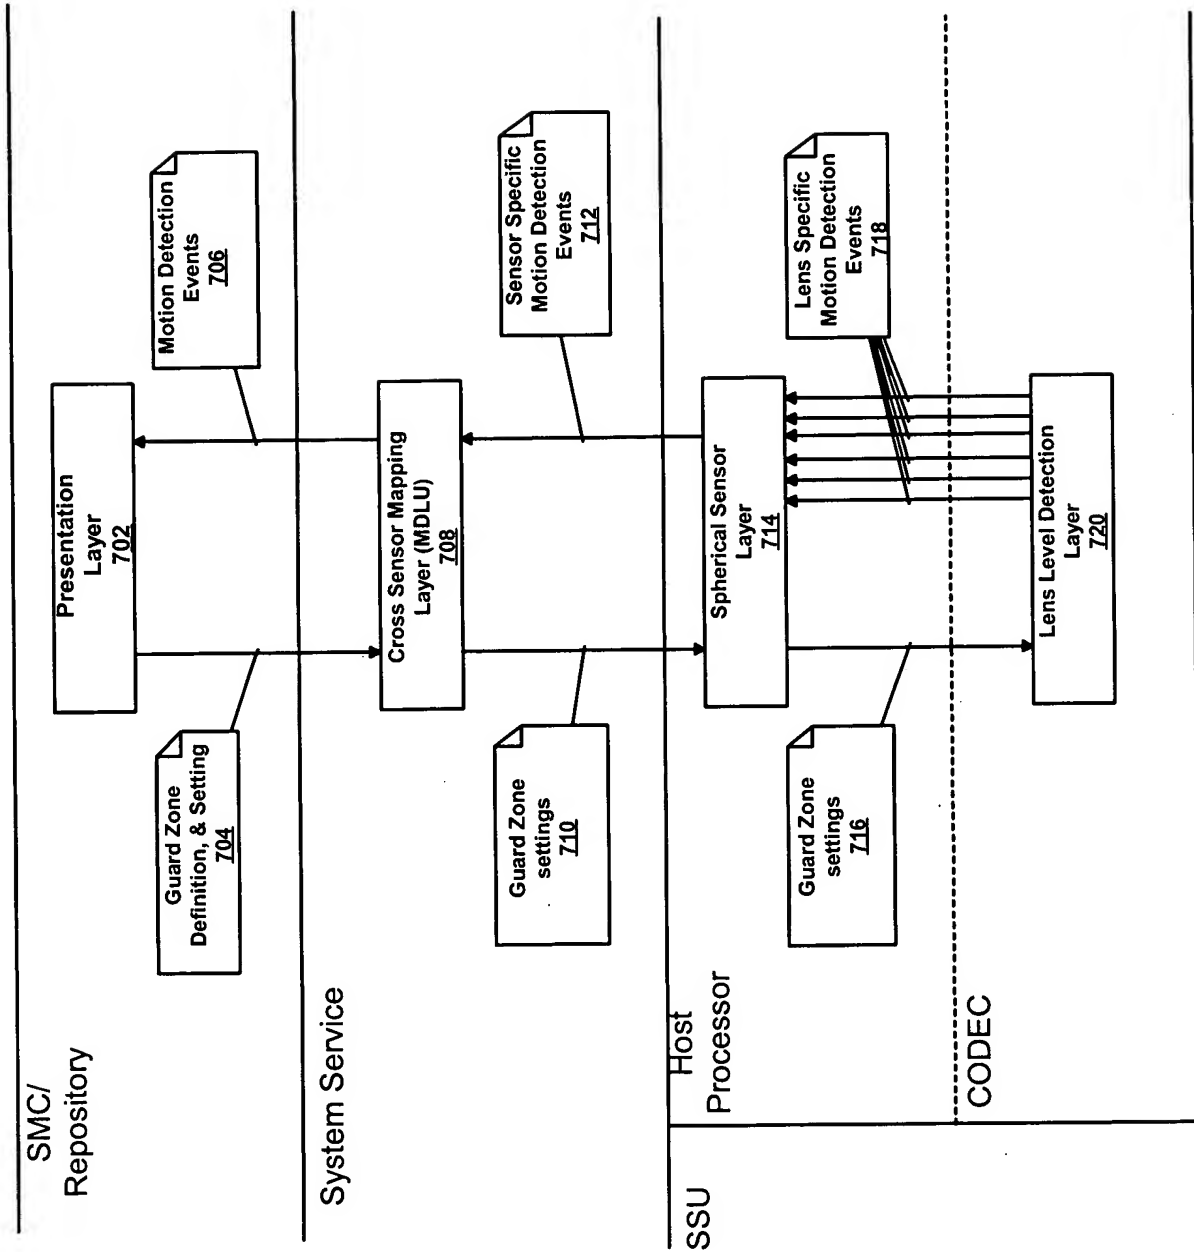 SMC/
Repository
Presentation
Layer
702
Guard Zone
Definition, & Setting
704
Motion Detection
Events
706
System Service
Cross Sensor Mapping
Layer (MDLU)
708
Guard Zone
settings
710
Sensor Specific
Motion Detection
Events
712
SSU
Host
Processor
Spherical Sensor
Layer
714
Guard Zone
settings
716
Lens Specific
Motion Detection
Events
718
CODEC
Lens Level Detection
Layer
720